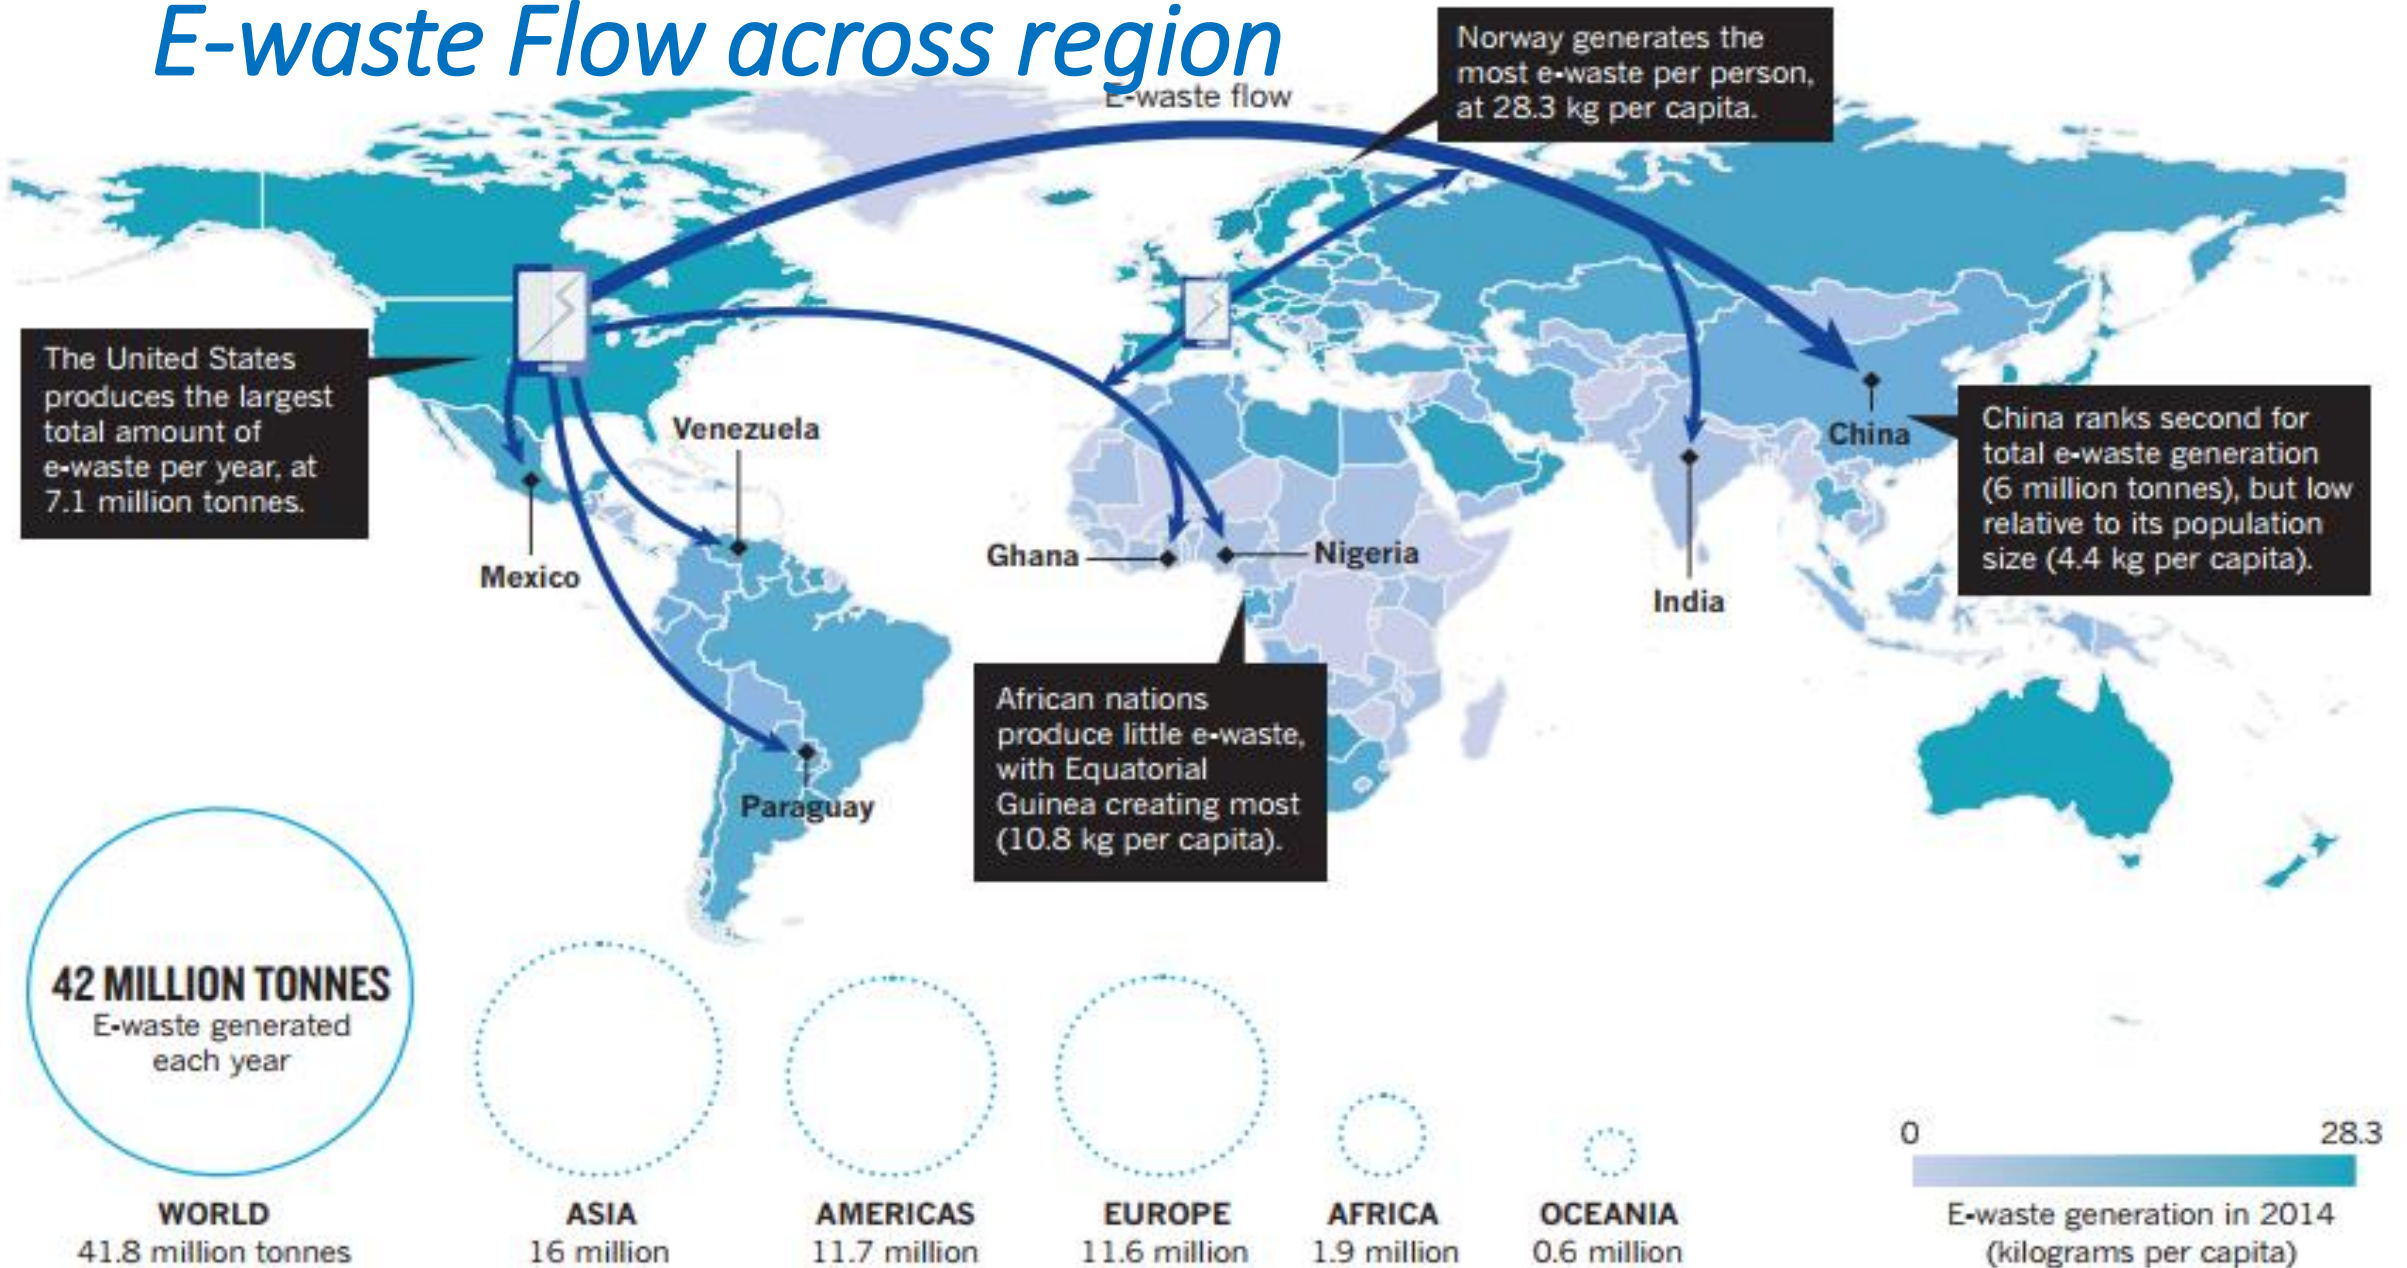 E-waste Flow across region
E-waste flow
Norway generates the
most e-waste per person,
at 28.3 kg per capita.
The United States
produces the largest
total amount of
e-waste per year, at
7.1 million tonnes.
Venezuela
Mexico
Paraguay
Ghana
Nigeria
India
China
China ranks second for
total e-waste generation
(6 million tonnes), but low
relative to its population
size (4.4 kg per capita).
African nations
produce little e-waste,
with Equatorial
Guinea creating most
(10.8 kg per capita).
42 MILLION TONNES
E-waste generated
each year
WORLD
41.8 million tonnes
ASIA
16 million
AMERICAS
11.7 million
EUROPE
11.6 million
AFRICA
1.9 million
OCEANIA
0.6 million
0 28.3
E-waste generation in 2014
(kilograms per capita)